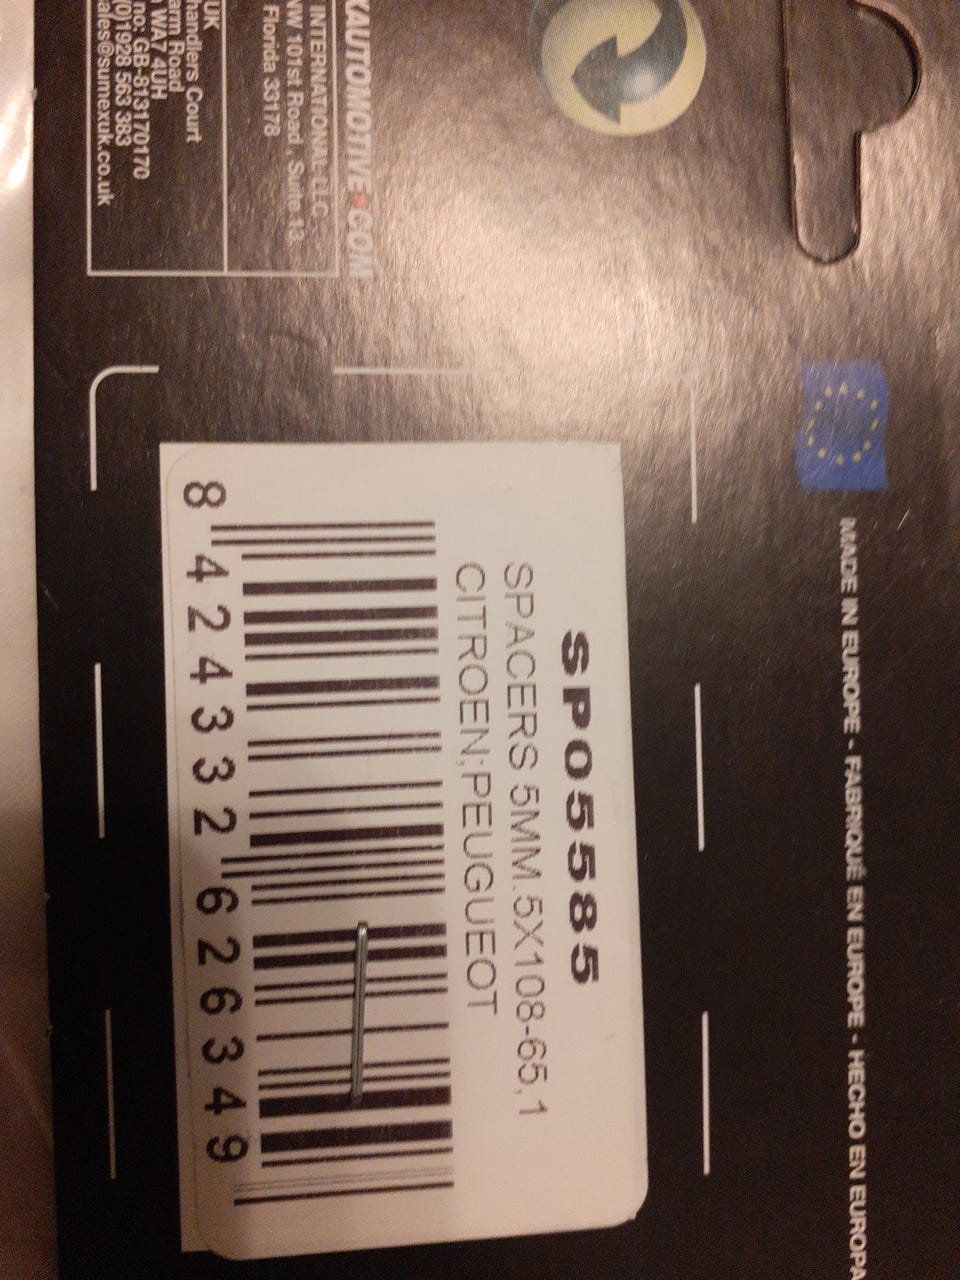 MADE IN EUROPE - FABRIQUÉ EN EUROPE - HECHO EN EUROPA
SP05585
SPACERS 5MM.5X108-65,1
CITROEN;PEUGUEOT
8 424332 626349
KAUTOMOTIVE.COM
INTERNATIONAL LLC
NW 101st Road, Suite 13
Florida 33178
UK
handlers Court
arm Road
WA7 4UH
no: GB-813170170
(0)1928 563 383
ales@sumexuk.co.uk